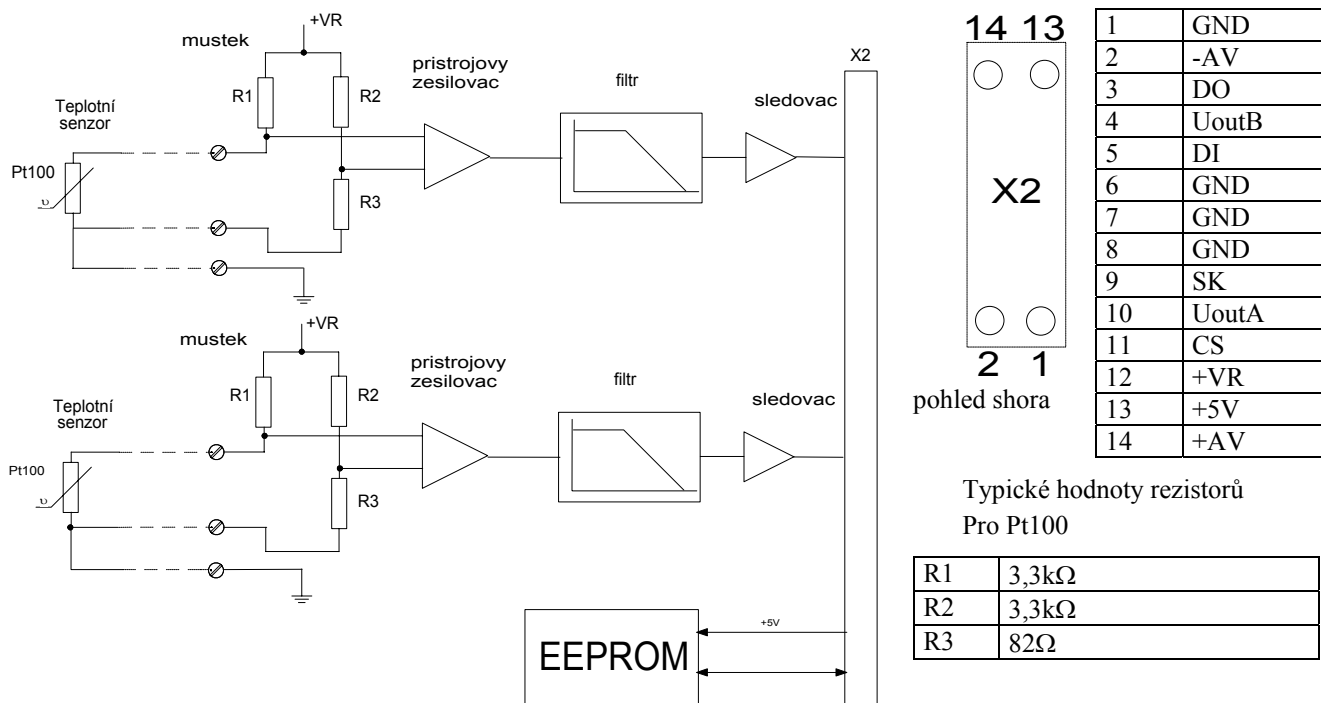 +VR
mustek
R1
R2
pristrojovy
zesilovac
filtr
sledovac
X2
Teplotní
senzor
Pt100
υ
R3
+VR
mustek
R1
R2
pristrojovy
zesilovac
filtr
sledovac
Teplotní
senzor
Pt100
υ
R3
+5V
EEPROM
14 13
X2
2 1
pohled shora
1 GND
2 -AV
3 DO
4 UoutB
5 DI
6 GND
7 GND
8 GND
9 SK
10 UoutA
11 CS
12 +VR
13 +5V
14 +AV
Typické hodnoty rezistorů
Pro Pt100
R1 3,3kΩ
R2 3,3kΩ
R3 82Ω